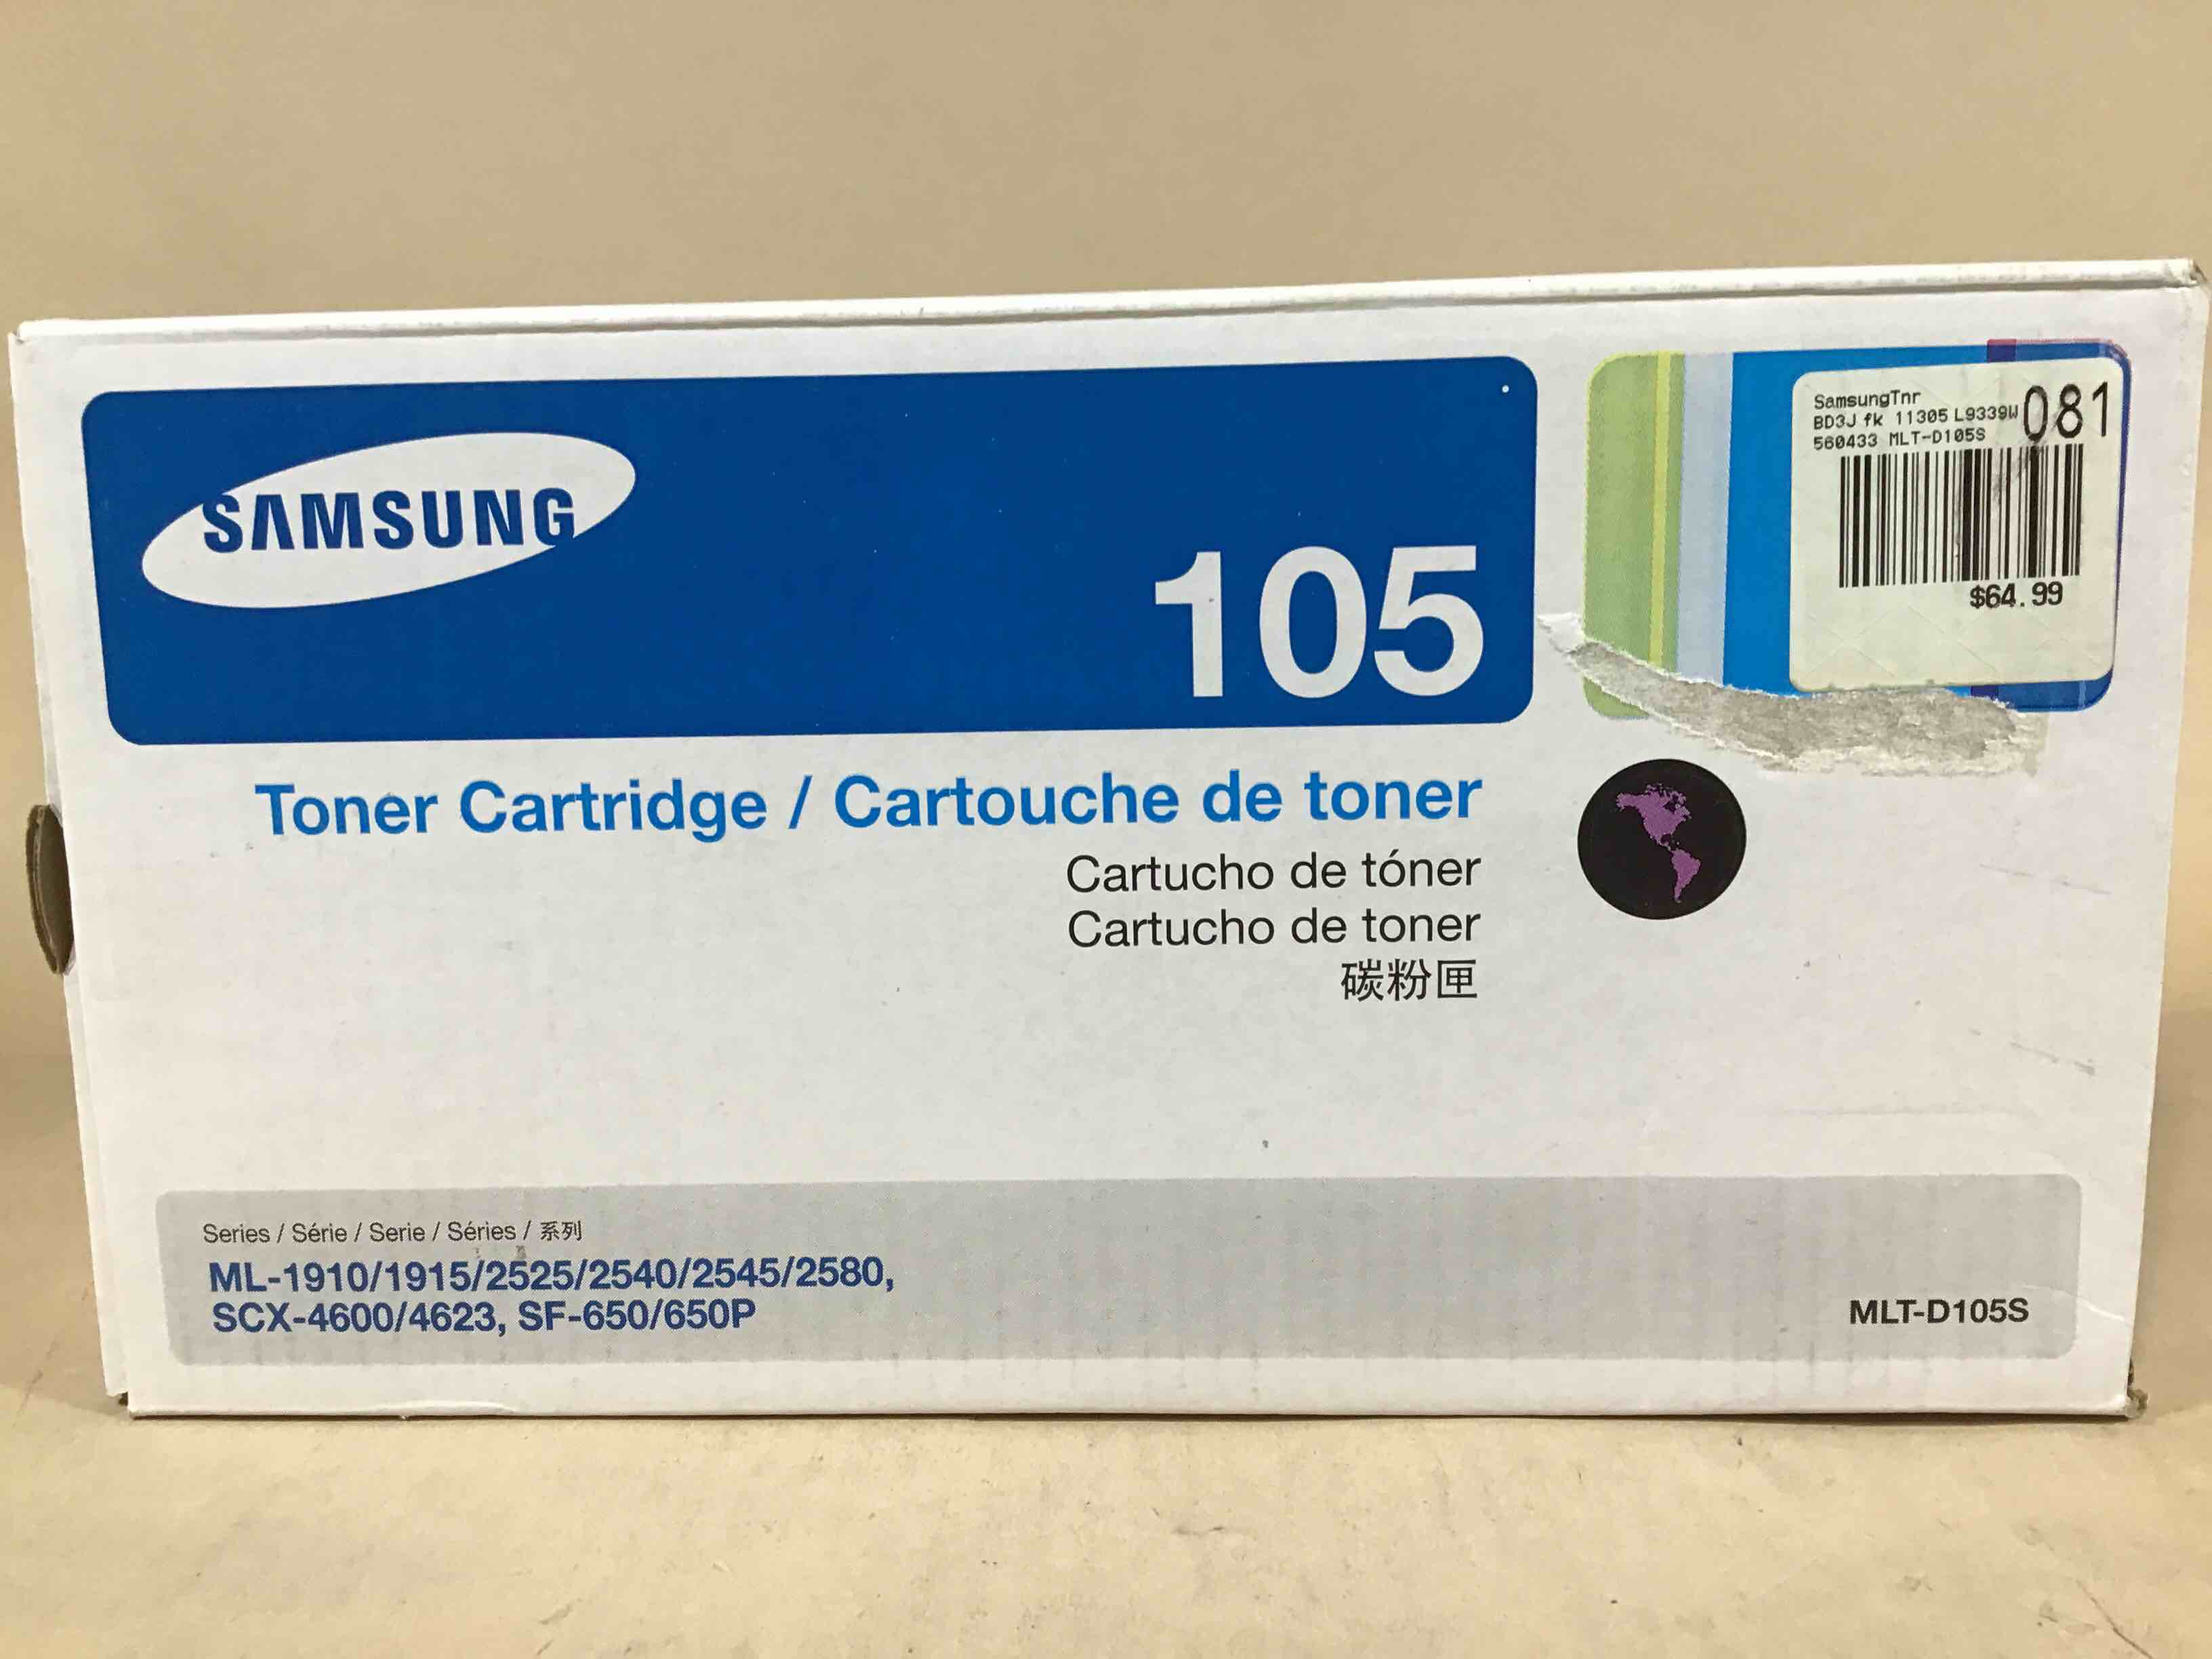 SAMSUNG
105
SamsungTnr
BD3J fk 11305 L9339W 081
560433 MLT-D105S
$64.99
Toner Cartridge / Cartouche de toner
Cartucho de tóner
Cartucho de toner
碳粉匣
Series / Série / Serie / Séries / 系列
ML-1910/1915/2525/2540/2545/2580,
SCX-4600/4623, SF-650/650P
MLT-D105S